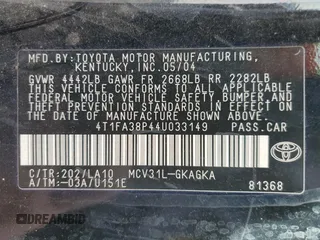 MFD.BY:TOYOTA MOTOR MANUFACTURING,
KENTUCKY,INC.05/04
GVWR 4442LB GAWR FR 2668LB RR 2282LB
THIS VEHICLE CONFORMS TO ALL APPLICABLE
FEDERAL MOTOR VEHICLE SAFETY, BUMPER, AND
THEFT PREVENTION STANDARDS IN EFFECT ON
THE DATE OF MANUFACTURE SHOWN ABOVE.
4T1FA38P44U033149 PASS.CAR
C/TR:202/LA10 MCV31L-GKAGKA
A/TM:-03A/U151E
81368
TOYOTA
DREAMBID